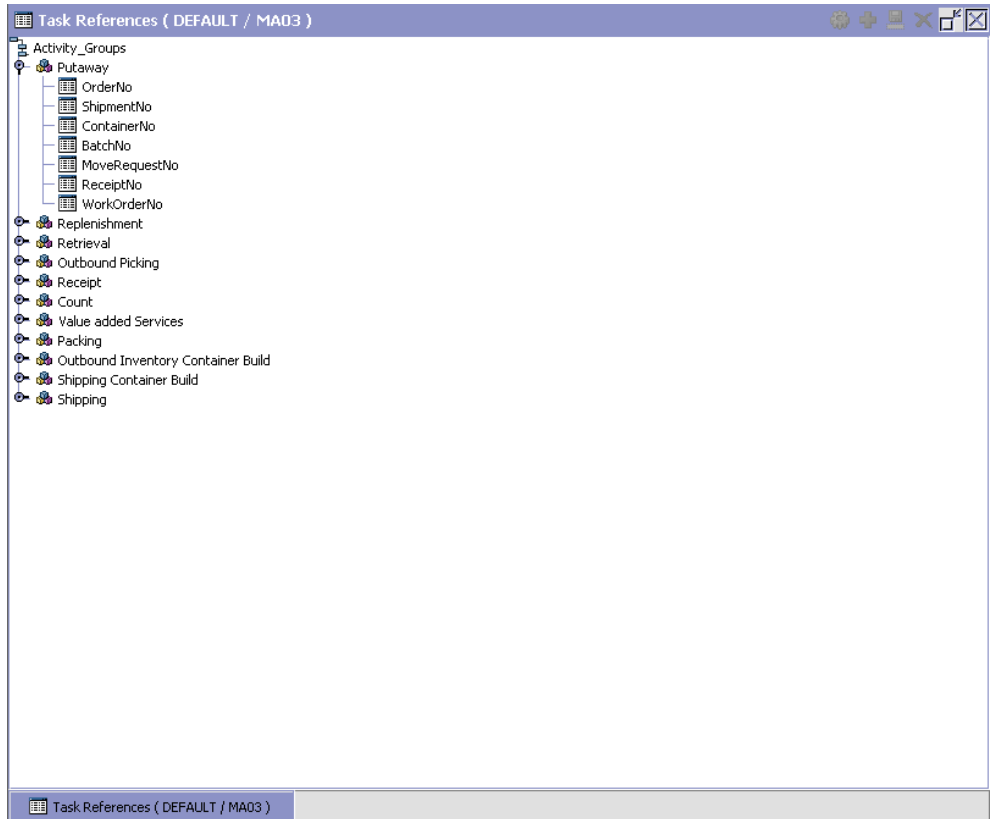 Task References ( DEFAULT / MA03 )
Activity_Groups
Putaway
OrderNo
ShipmentNo
ContainerNo
BatchNo
MoveRequestNo
ReceiptNo
WorkOrderNo
Replenishment
Retrieval
Outbound Picking
Receipt
Count
Value added Services
Packing
Outbound Inventory Container Build
Shipping Container Build
Shipping
Task References ( DEFAULT / MA03 )